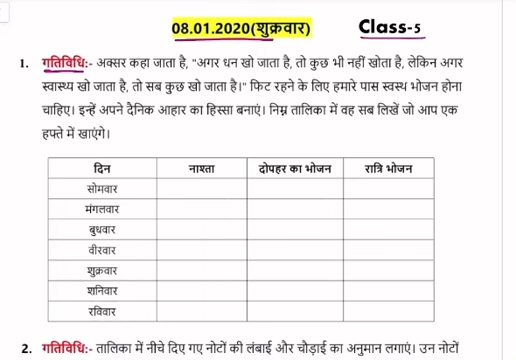 08.01.2020(शुक्रवार) Class-5
1. गतिविधि:- अक्सर कहा जाता है, "अगर धन खो जाता है, तो कुछ भी नहीं खोता है, लेकिन अगर
स्वास्थ्य खो जाता है, तो सब कुछ खो जाता है।" फिट रहने के लिए हमारे पास स्वस्थ भोजन होना
चाहिए। इन्हें अपने दैनिक आहार का हिस्सा बनाएं। निम्न तालिका में वह सब लिखें जो आप एक
हफ्ते में खाएंगे।
दिन नाश्ता दोपहर का भोजन रात्रि भोजन
सोमवार
मंगलवार
बुधवार
वीरवार
शुक्रवार
शनिवार
रविवार
2. गतिविधि:- तालिका में नीचे दिए गए नोटों की लंबाई और चौड़ाई का अनुमान लगाएं। उन नोटों